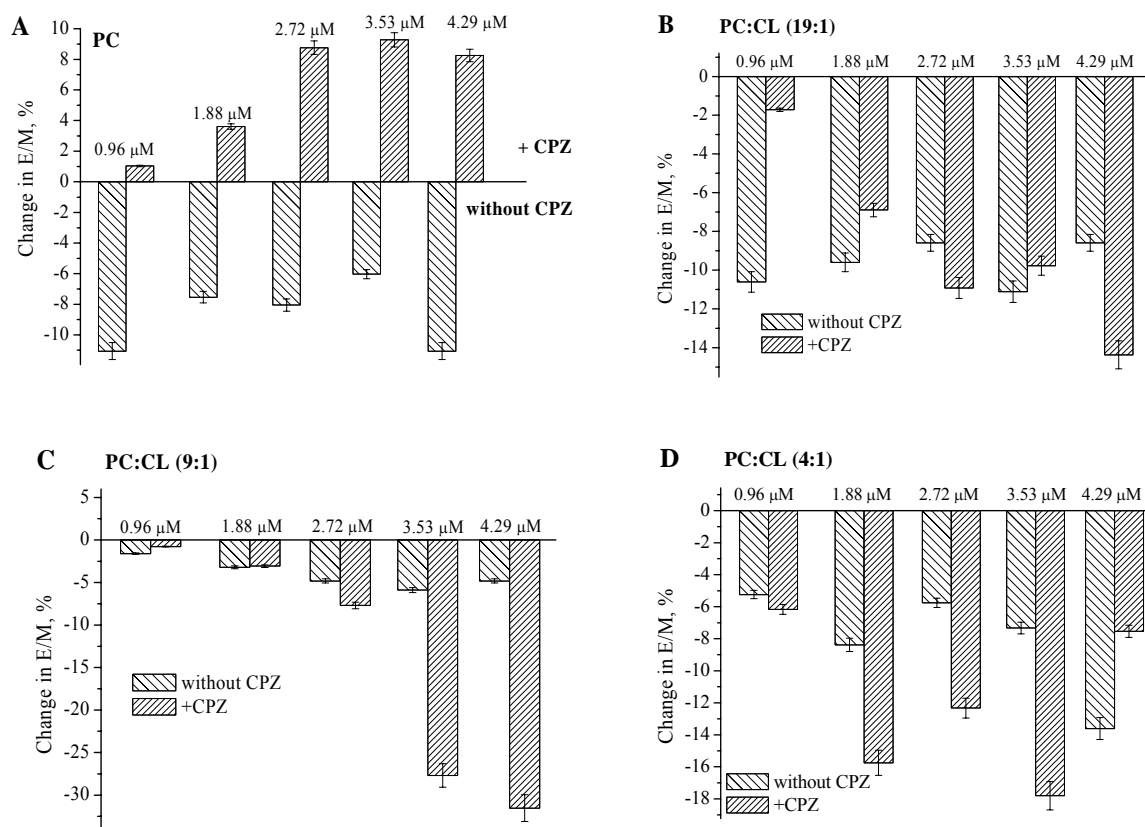 A
PC
Change in E/M, %
10
8
6
4
2
0
-2
-4
-6
-8
-10
0.96 µM
1.88 µM
2.72 µM
3.53 µM
4.29 µM
+ CPZ
without CPZ
B
PC:CL (19:1)
Change in E/M, %
0
-2
-4
-6
-8
-10
-12
-14
0.96 µM
1.88 µM
2.72 µM
3.53 µM
4.29 µM
without CPZ
+CPZ
C
PC:CL (9:1)
Change in E/M, %
5
0
-5
-10
-15
-20
-25
-30
0.96 µM
1.88 µM
2.72 µM
3.53 µM
4.29 µM
without CPZ
+CPZ
D
PC:CL (4:1)
Change in E/M, %
0
-2
-4
-6
-8
-10
-12
-14
-16
-18
0.96 µM
1.88 µM
2.72 µM
3.53 µM
4.29 µM
without CPZ
+CPZ